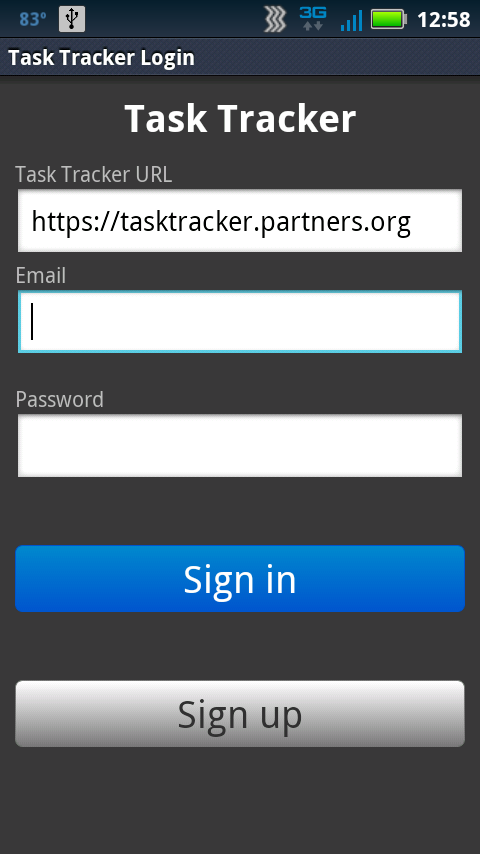 83° 3G 12:58
Task Tracker Login
Task Tracker
Task Tracker URL
https://tasktracker.partners.org
Email
Password
Sign in
Sign up